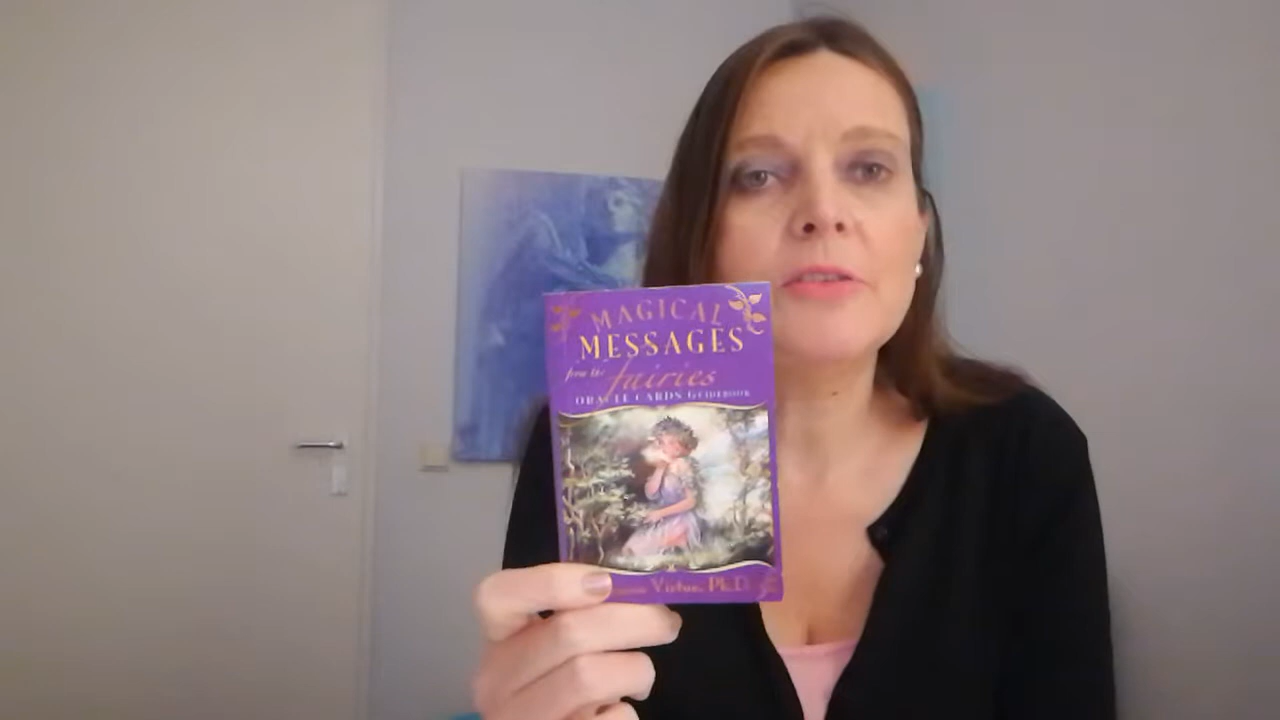 MAGICAL
MESSAGES
from the
fairies
ORACLE CARDS GUIDEBOOK
Virtue, Ph.D.